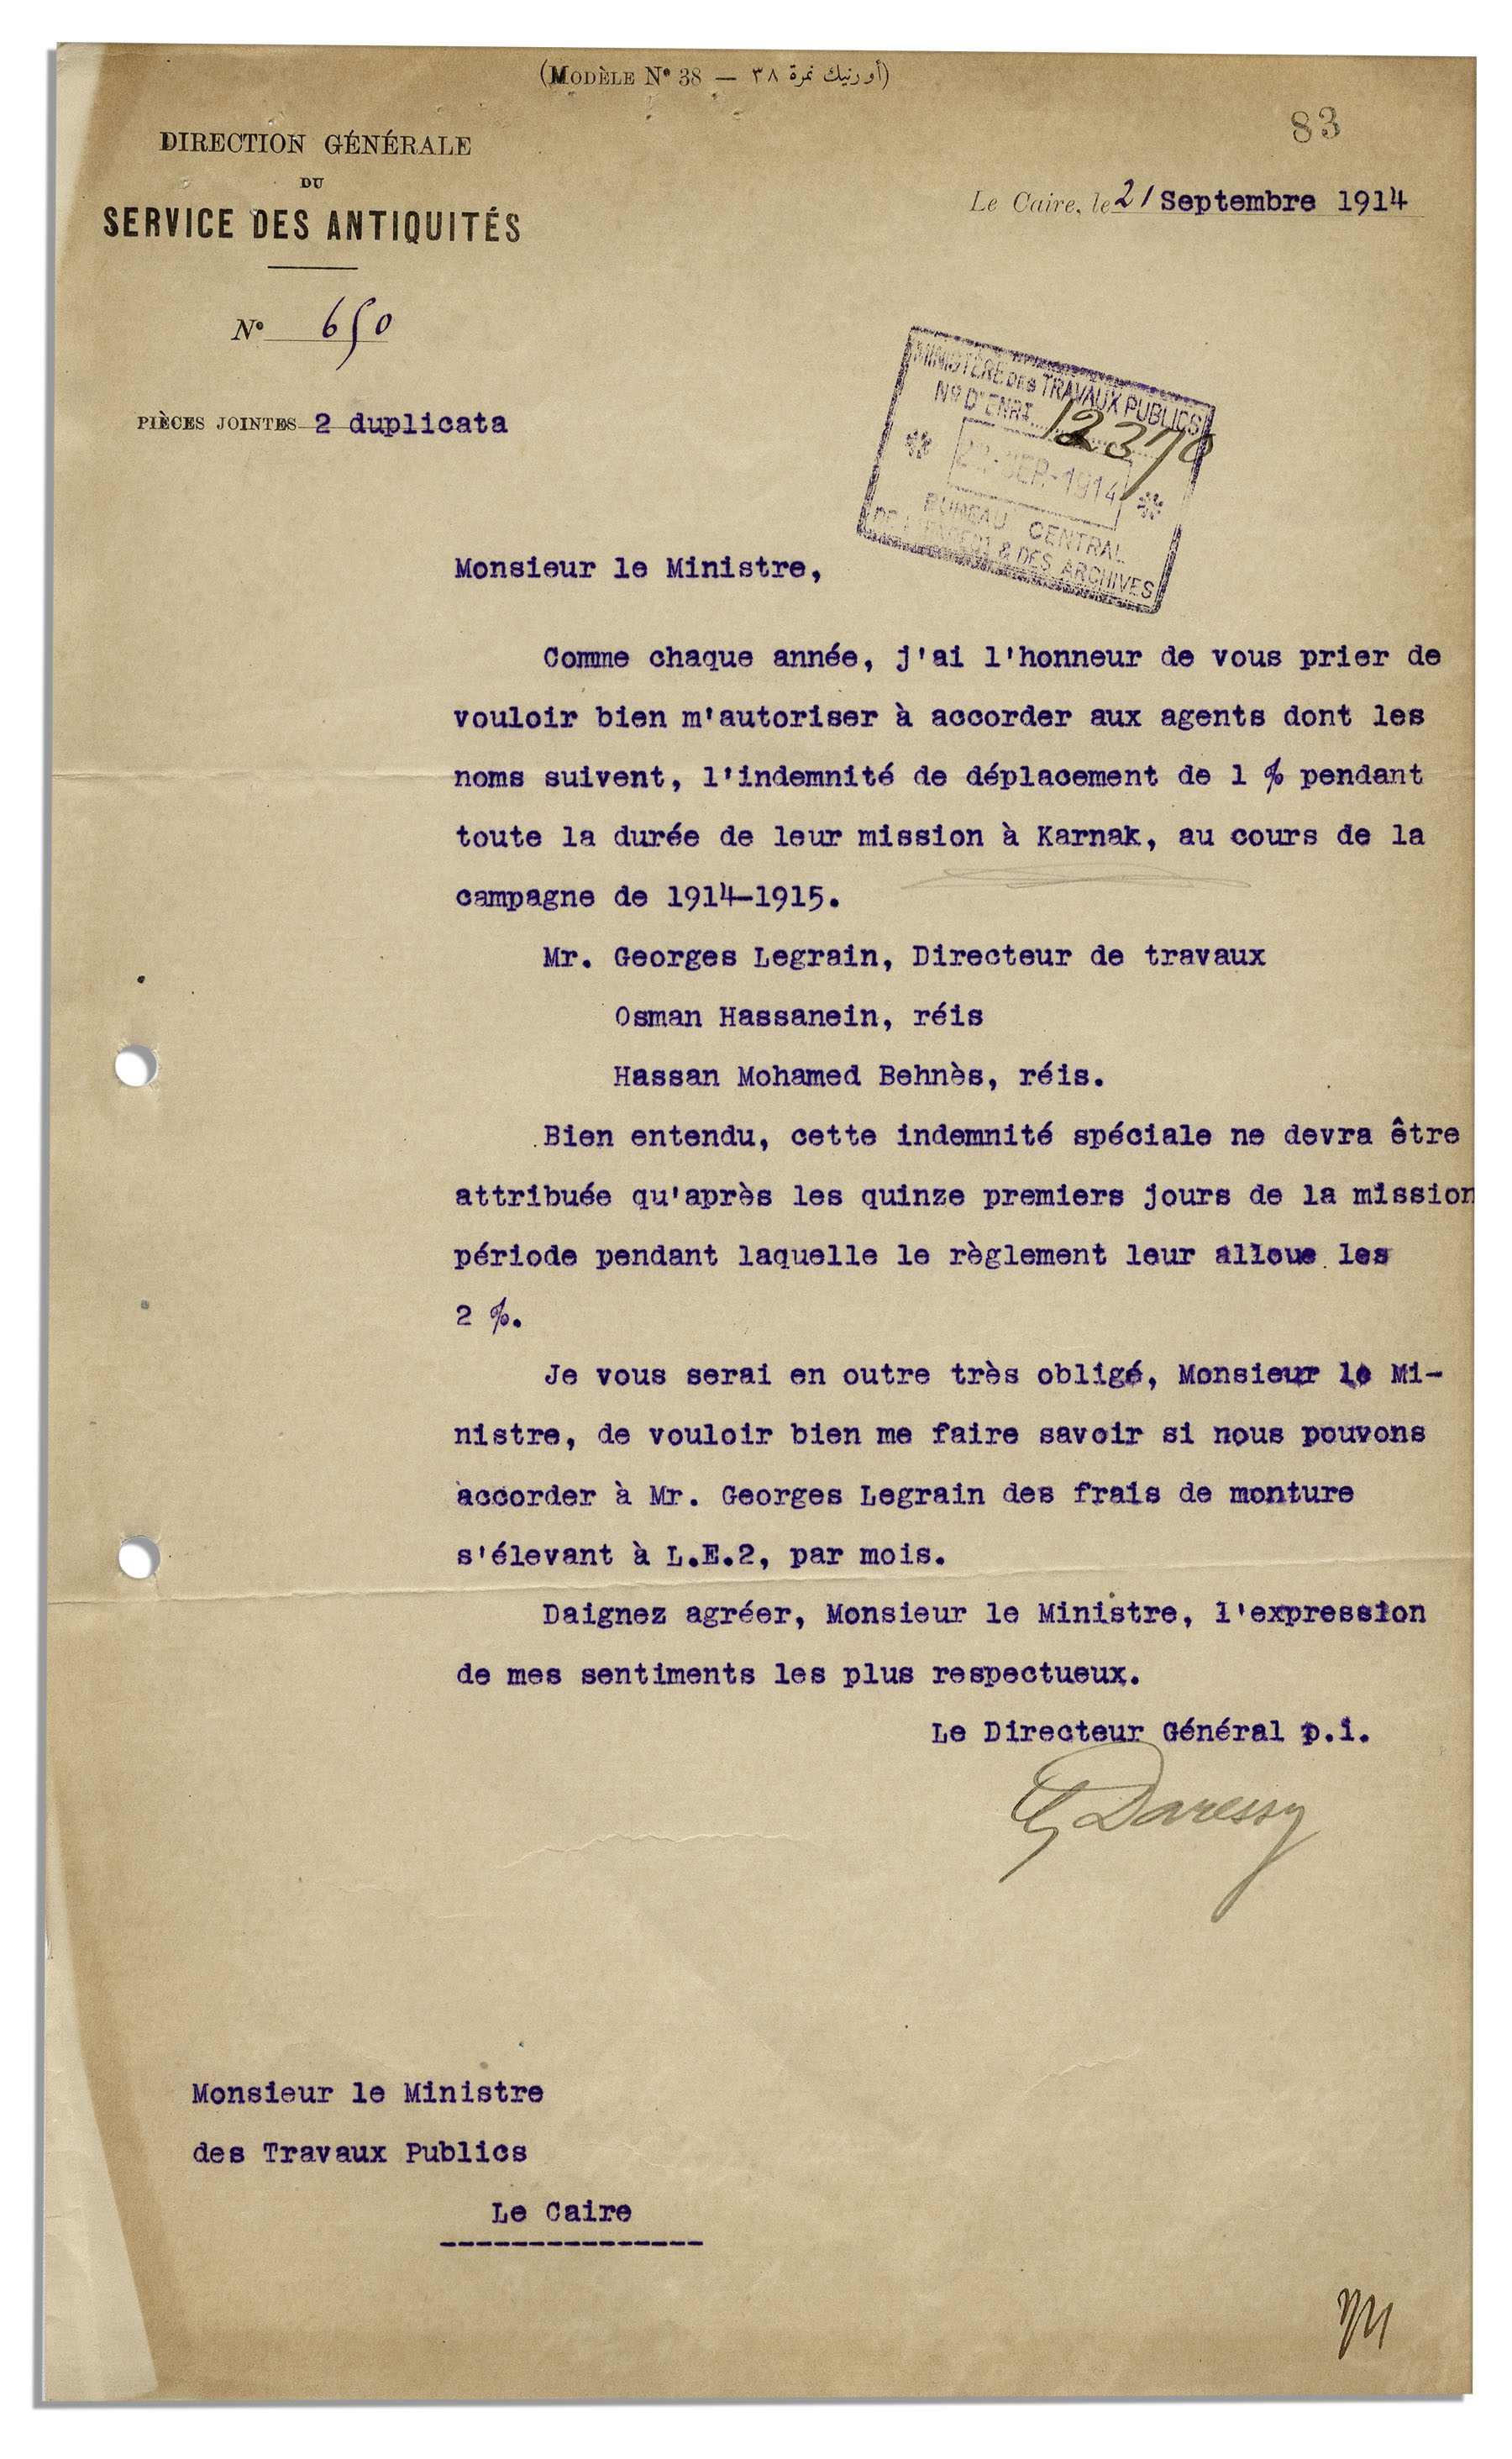 (MODÈLE Nº 38 — أورنيك نمرة ٣٨)
83
DIRECTION GÉNÉRALE
DU
SERVICE DES ANTIQUITÉS
Le Caire, le 21 Septembre 1914
Nº 650
PIÈCES JOINTES 2 duplicata
MINISTÈRE DES TRAVAUX PUBLICS
Nº D'ENRT. 12370
22-SEP-1914
BUREAU CENTRAL
& DES ARCHIVES
Monsieur le Ministre,
Comme chaque année, j'ai l'honneur de vous prier de
vouloir bien m'autoriser à accorder aux agents dont les
noms suivent, l'indemnité de déplacement de 1 % pendant
toute la durée de leur mission à Karnak, au cours de la
campagne de 1914-1915.
Mr. Georges Legrain, Directeur de travaux
Osman Hassanein, réis
Hassan Mohamed Behnès, réis.
Bien entendu, cette indemnité spéciale ne devra être
attribuée qu'après les quinze premiers jours de la mission
période pendant laquelle le règlement leur alloue les
2 %.
Je vous serai en outre très obligé, Monsieur le Mi-
nistre, de vouloir bien me faire savoir si nous pouvons
accorder à Mr. Georges Legrain des frais de monture
s'élevant à L.E.2, par mois.
Daignez agréer, Monsieur le Ministre, l'expression
de mes sentiments les plus respectueux.
Le Directeur Général p.i.
G Daressy
Monsieur le Ministre
des Travaux Publics
Le Caire